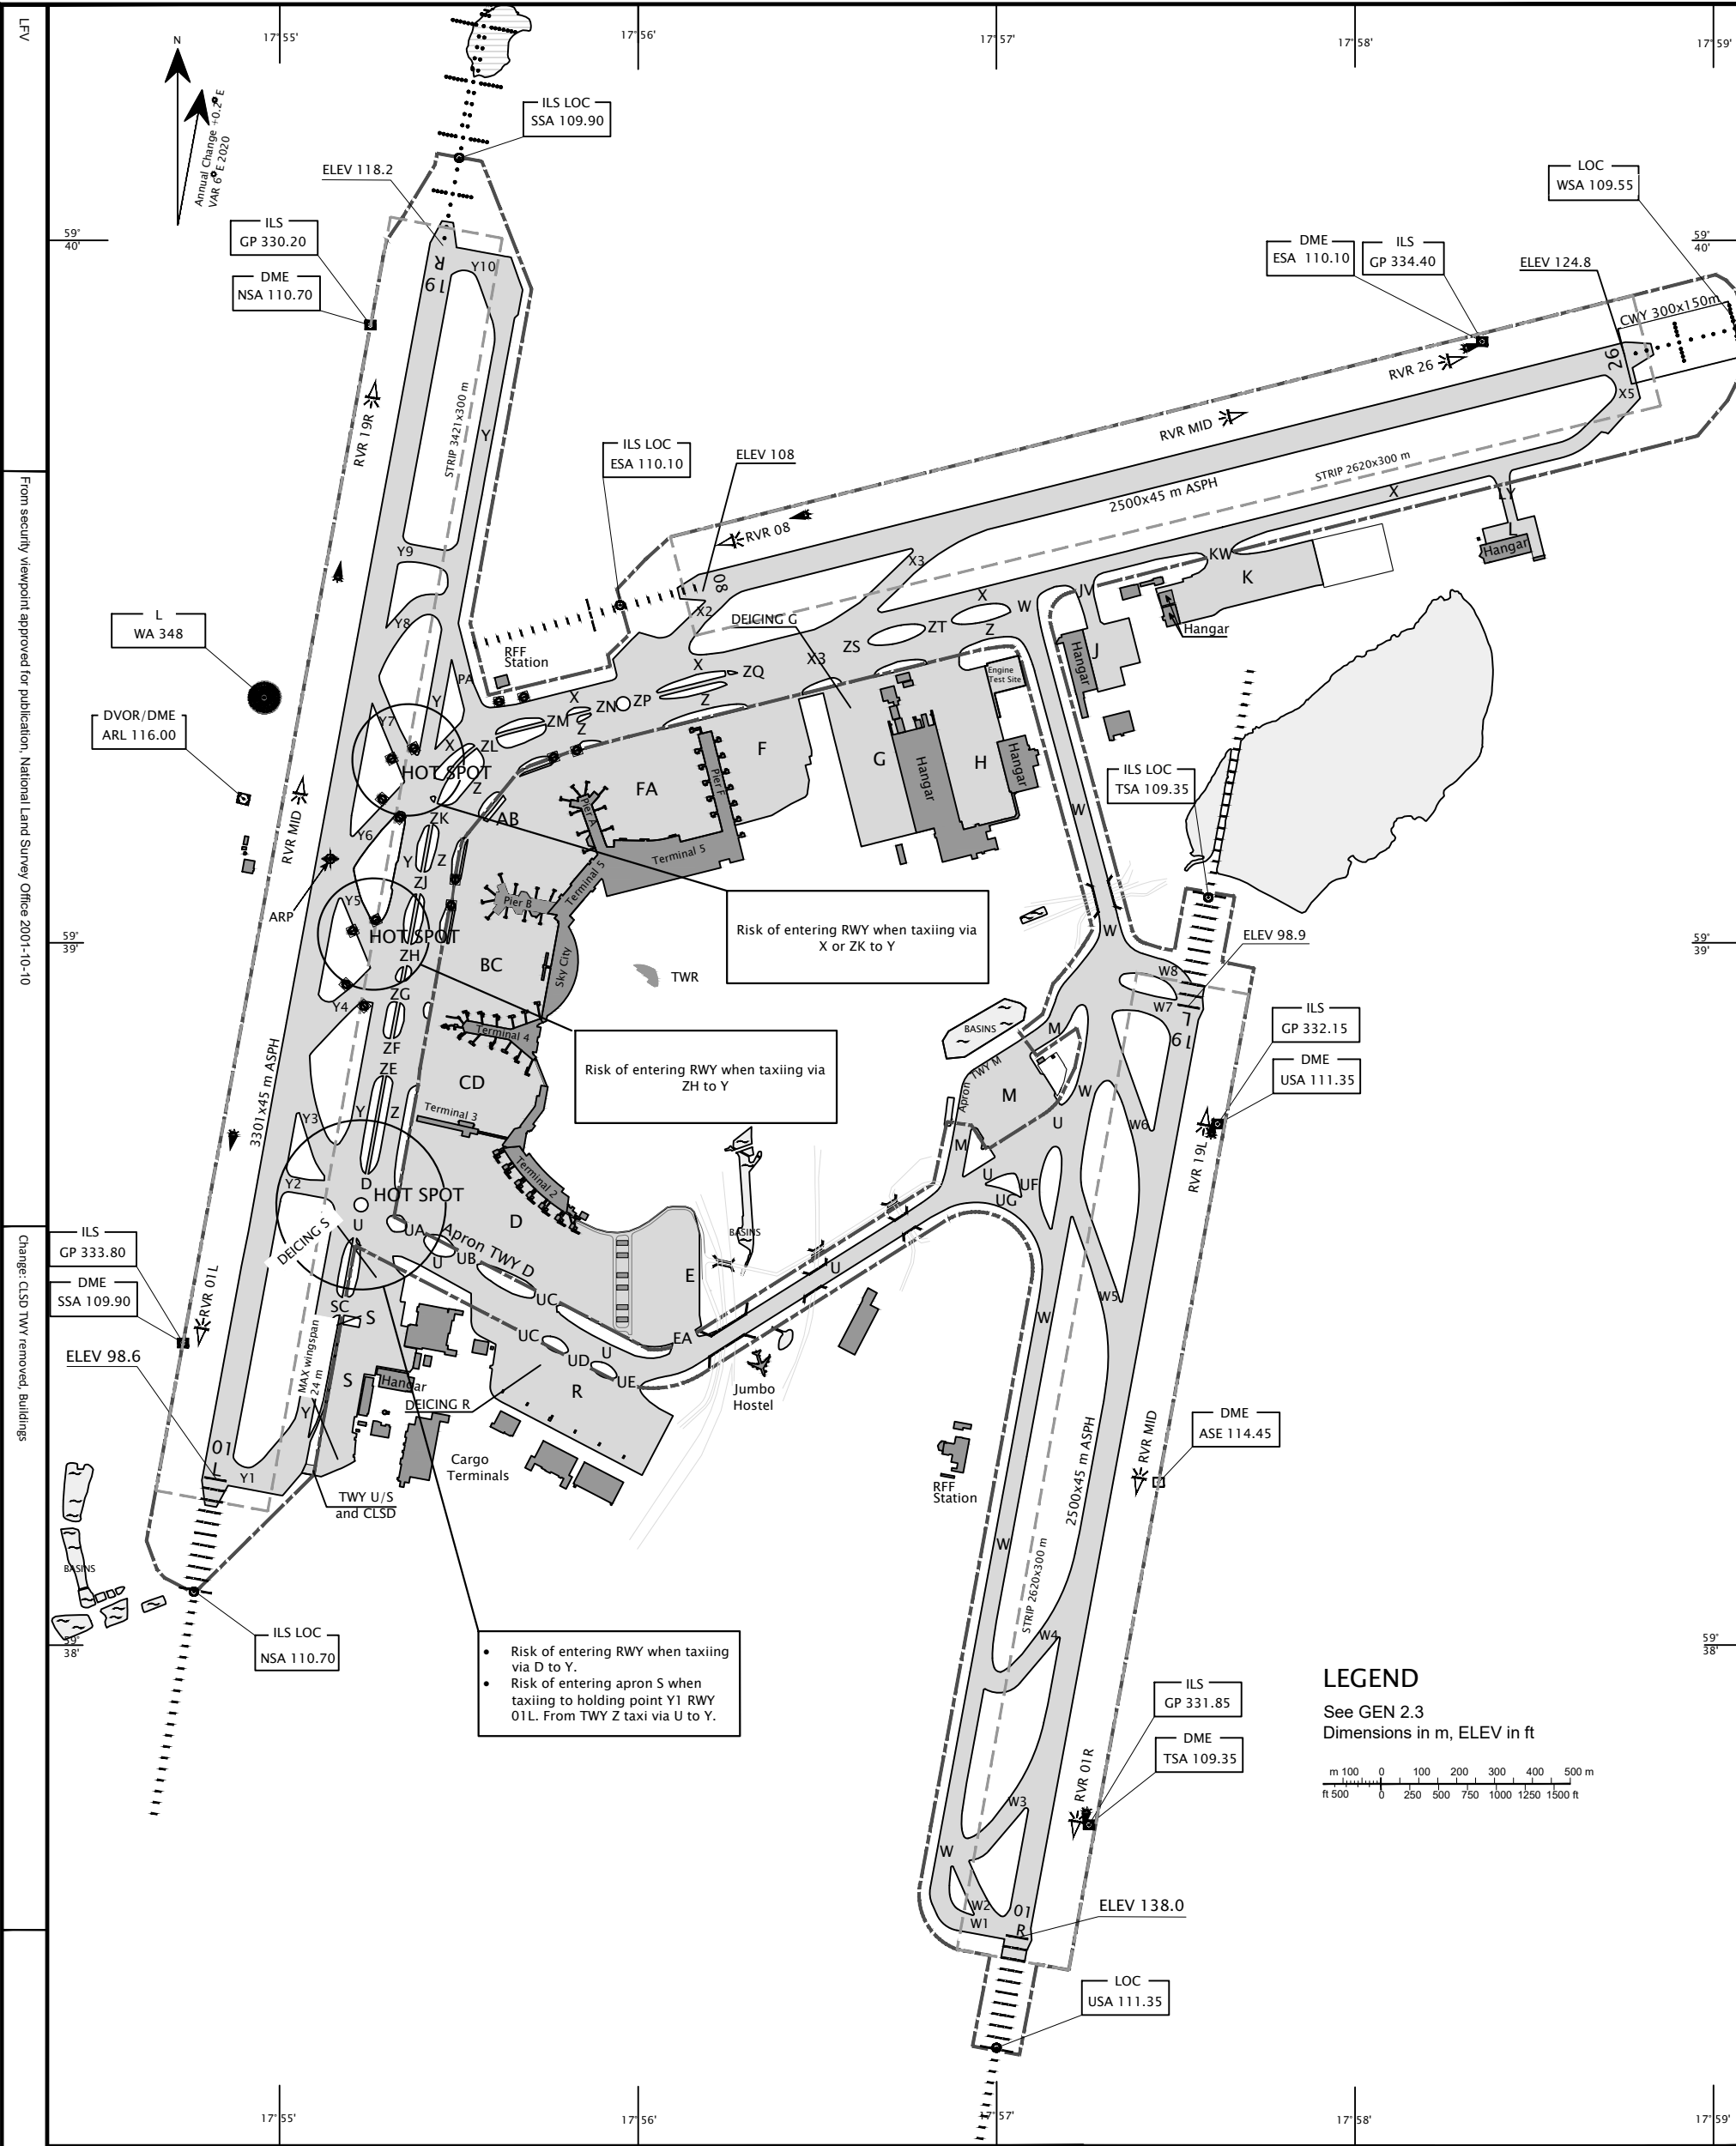 LFV
From security viewpoint approved for publication, National Land Survey Office 2001-10-10
Change: CLSD TWY removed, Buildings
17°55'
17°56'
17°57'
17°58'
17°59'
N
Annual Change +0.2° E
VAR 6° E 2020
ILS LOC
SSA 109.90
ELEV 118.2
LOC
WSA 109.55
59°
40'
59°
40'
ILS
GP 330.20
DME
NSA 110.70
DME
ESA 110.10
ILS
GP 334.40
ELEV 124.8
CWY 300x150m
19
R
Y10
RVR 19R
STRIP 3421x300 m
Y
26
X5
RVR 26
RVR MID
STRIP 2620x300 m
2500x45 m ASPH
X
LY
Hangar
ILS LOC
ESA 110.10
ELEV 108
RVR 08
08
X2
X3
KW
K
Y9
Y8
JV
Hangar
J
Hangar
X
W
Z
ZT
ZS
X3
DEICING G
L
WA 348
RFF
Station
PA
Y
X
ZQ
Z
ZP
ZN
X
Z
ZM
ZL
X
Y7
Engine
Test Site
DVOR/DME
ARL 116.00
HOT SPOT
Z
ZK
AB
FA
F
Pier F
Pier A
G
Hangar
H
Hangar
ILS LOC
TSA 109.35
W
RVR MID
Y6
Y
Z
ZJ
Terminal 5
Terminal 5
Pier B
ARP
Y5
HOT SPOT
ZH
BC
Sky City
TWR
Risk of entering RWY when taxiing via
X or ZK to Y
W
ELEV 98.9
59°
39'
59°
39'
ZG
Y4
ZF
Terminal 4
W8
W7
19
L
BASINS
M
ILS
GP 332.15
DME
USA 111.35
3301x45 m ASPH
ZE
CD
Risk of entering RWY when taxiing via
ZH to Y
Apron TWY M
M
W
U
W6
Y
Z
Terminal 3
Y3
M
RVR 19L
Y2
D
HOT SPOT
U
Terminal 2
U
UF
UG
DEICING S
UA
Apron TWY D
D
UB
U
BASINS
ILS
GP 333.80
DME
SSA 109.90
RVR 01L
E
U
W5
W
UC
SC
S
UC
EA
ELEV 98.6
MAX wingspan
24 m
S
Hangar
UD
U
UE
R
Jumbo
Hostel
DEICING R
Y
01
L
Y1
Cargo
Terminals
TWY U/S
and CLSD
DME
ASE 114.45
RVR MID
2500x45 m ASPH
RFF
Station
BASINS
W
STRIP 2620x300 m
59°
38'
59°
38'
ILS LOC
NSA 110.70
• Risk of entering RWY when taxiing
via D to Y.
• Risk of entering apron S when
taxiing to holding point Y1 RWY
01L. From TWY Z taxi via U to Y.
W4
ILS
GP 331.85
DME
TSA 109.35
RVR 01R
W3
W
W2
W1
01
R
ELEV 138.0
LOC
USA 111.35
LEGEND
See GEN 2.3
Dimensions in m, ELEV in ft
m 100 0 100 200 300 400 500 m
ft 500 0 250 500 750 1000 1250 1500 ft
17°55'
17°56'
17°57'
17°58'
17°59'